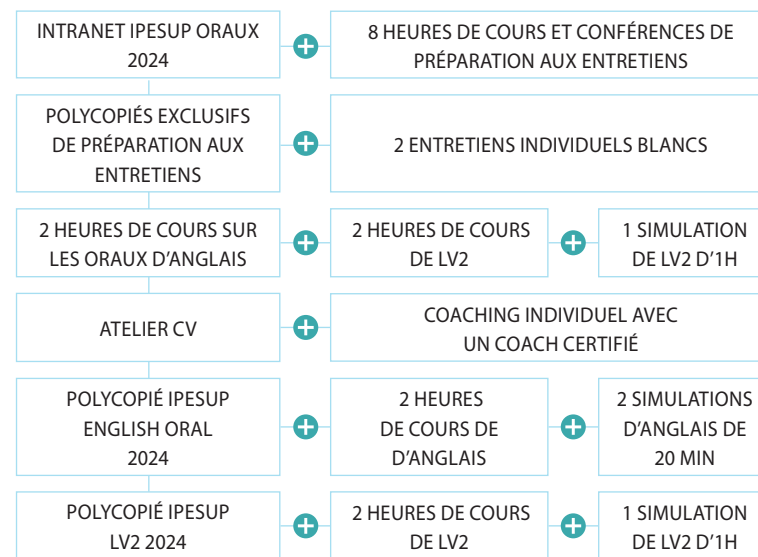 INTRANET IPESUP ORAUX
2024
8 HEURES DE COURS ET CONFÉRENCES DE
PRÉPARATION AUX ENTRETIENS
POLYCOPIÉS EXCLUSIFS
DE PRÉPARATION AUX
ENTRETIENS
2 ENTRETIENS INDIVIDUELS BLANCS
2 HEURES DE COURS SUR
LES ORAUX D’ANGLAIS
2 HEURES DE COURS
DE LV2
1 SIMULATION
DE LV2 D’1H
ATELIER CV
COACHING INDIVIDUEL AVEC
UN COACH CERTIFIÉ
POLYCOPIÉ IPESUP
ENGLISH ORAL
2024
2 HEURES
DE COURS DE
D’ANGLAIS
2 SIMULATIONS
D’ANGLAIS DE
20 MIN
POLYCOPIÉ IPESUP
LV2 2024
2 HEURES DE COURS
DE LV2
1 SIMULATION
DE LV2 D’1H